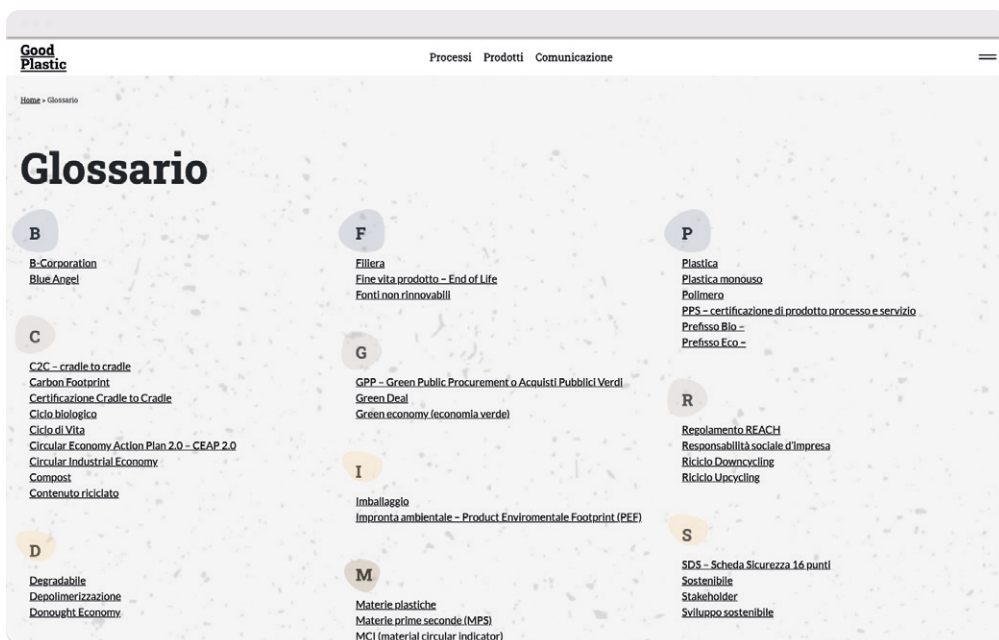 Good
Plastic
Processi Prodotti Comunicazione
Home » Glossario
Glossario
B
B-Corporation
Blue Angel
C
C2C – cradle to cradle
Carbon Footprint
Certificazione Cradle to Cradle
Ciclo biologico
Ciclo di Vita
Circular Economy Action Plan 2.0 – CEAP 2.0
Circular Industrial Economy
Compost
Contenuto riciclato
D
Degradabile
Depolimerizzazione
Donought Economy
F
Filiera
Fine vita prodotto – End of Life
Fonti non rinnovabili
G
GPP – Green Public Procurement o Acquisti Pubblici Verdi
Green Deal
Green economy (economia verde)
I
Imballaggio
Impronta ambientale – Product Enviromentale Footprint (PEF)
M
Materie plastiche
Materie prime seconde (MPS)
MCI (material circular indicator)
P
Plastica
Plastica monouso
Polimero
PPS – certificazione di prodotto processo e servizio
Prefisso Bio –
Prefisso Eco –
R
Regolamento REACH
Responsabilità sociale d'impresa
Riciclo Downcycling
Riciclo Upcycling
S
SDS – Scheda Sicurezza 16 punti
Sostenibile
Stakeholder
Sviluppo sostenibile